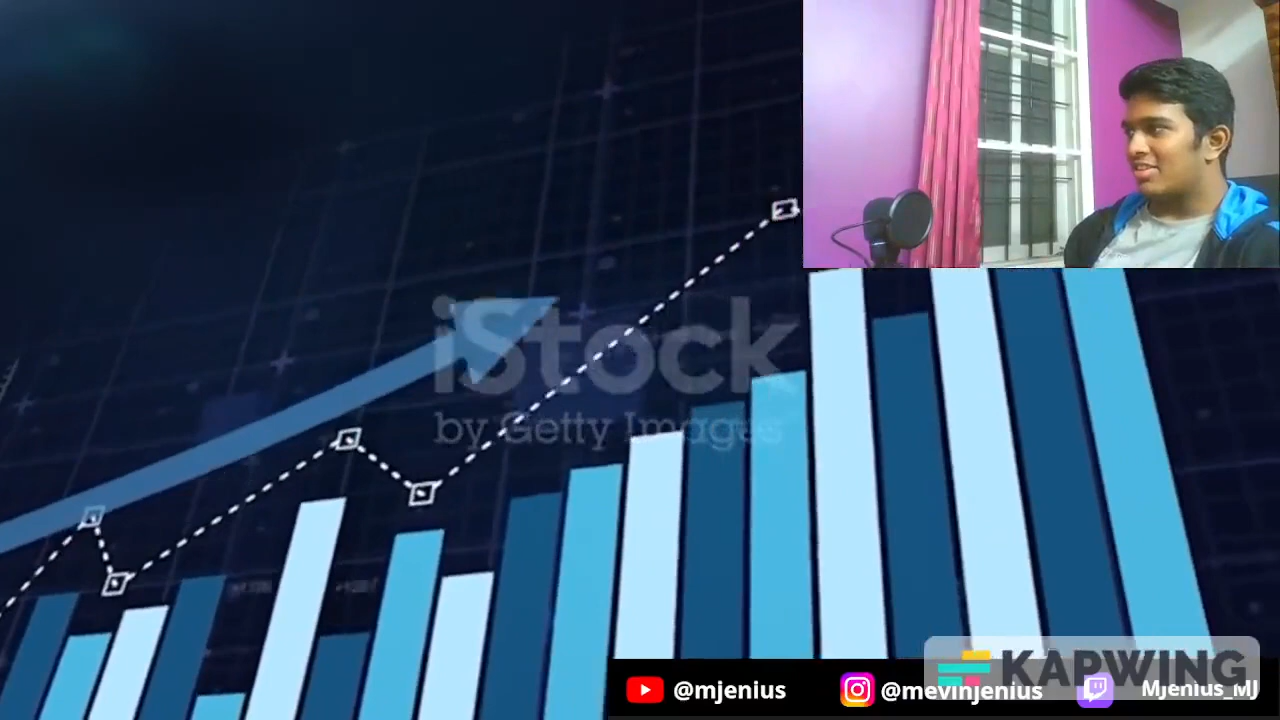 iStock
by Getty Images
KAPWING
@mjenius
@mevinjenius
Mjenius_MJ